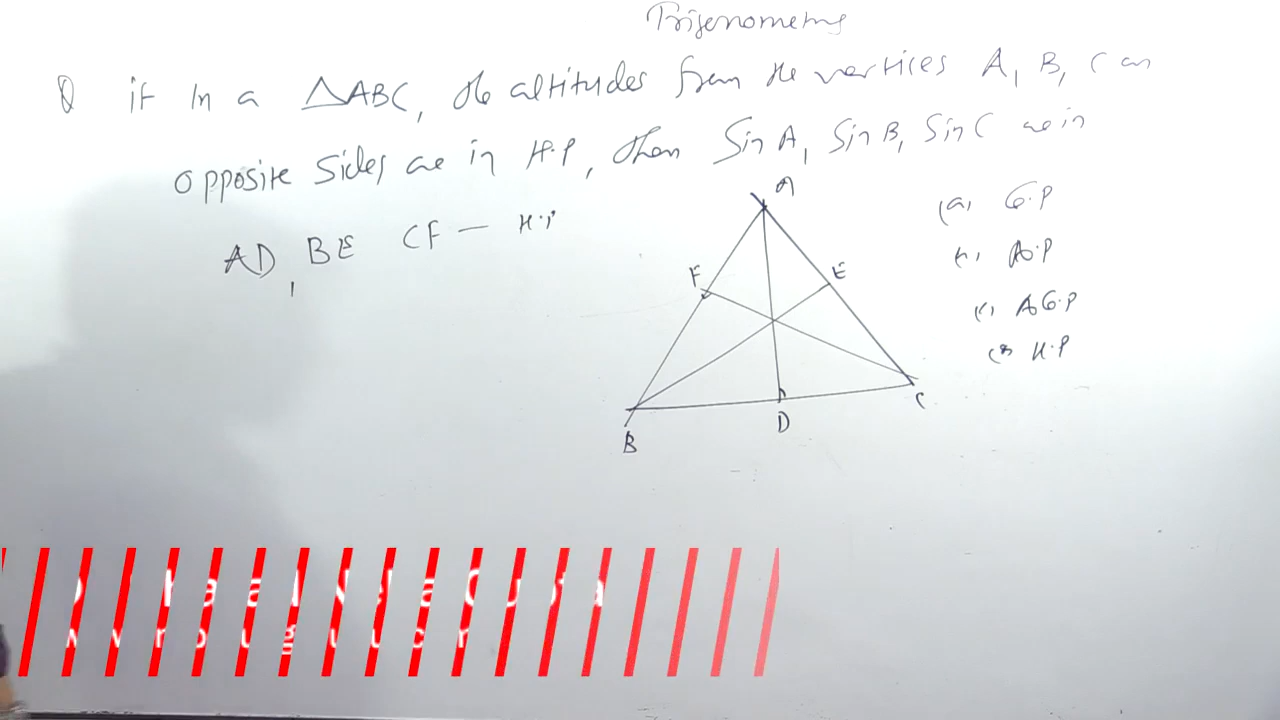 Trigonometry
Q if in a △ABC, the altitudes from the vertices A, B, C on
opposite sides are in H.P, then Sin A, Sin B, Sin C are in
AD, BE CF — H.P
(a) G.P
A.P
(c) A.G.P
H.P
A
F
E
B
D
C